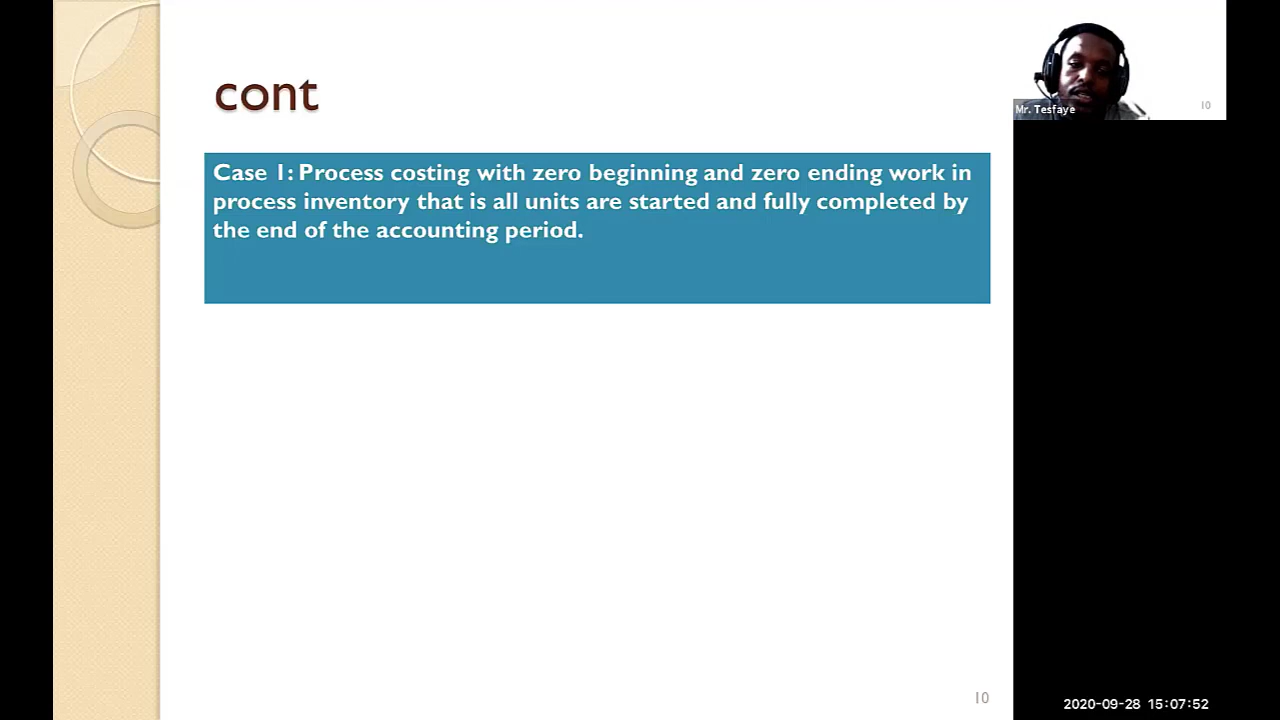 cont
Case 1: Process costing with zero beginning and zero ending work in
process inventory that is all units are started and fully completed by
the end of the accounting period.
10
Mr. Tesfaye
10
2020-09-28 15:07:52